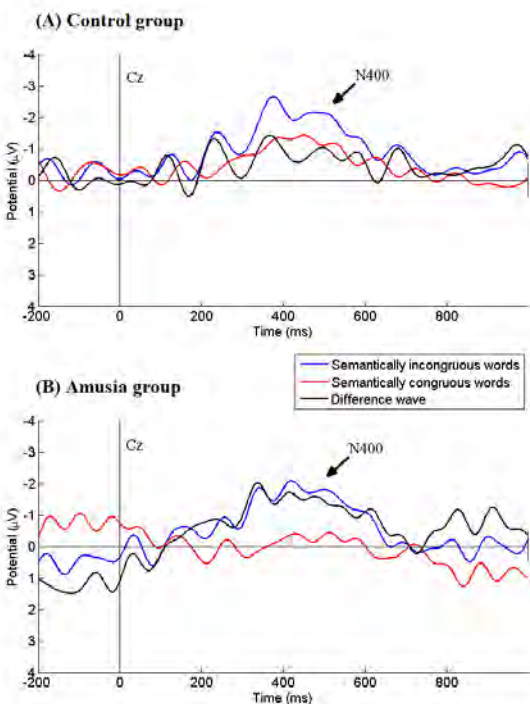 (A) Control group
Cz
N400
Potential (µV)
-4
-3
-2
-1
0
1
2
3
4
-200 0 200 400 600 800
Time (ms)
Semantically incongruous words
Semantically congruous words
Difference wave
(B) Amusia group
Cz
N400
Potential (µV)
-4
-3
-2
-1
0
1
2
3
4
-200 0 200 400 600 800
Time (ms)